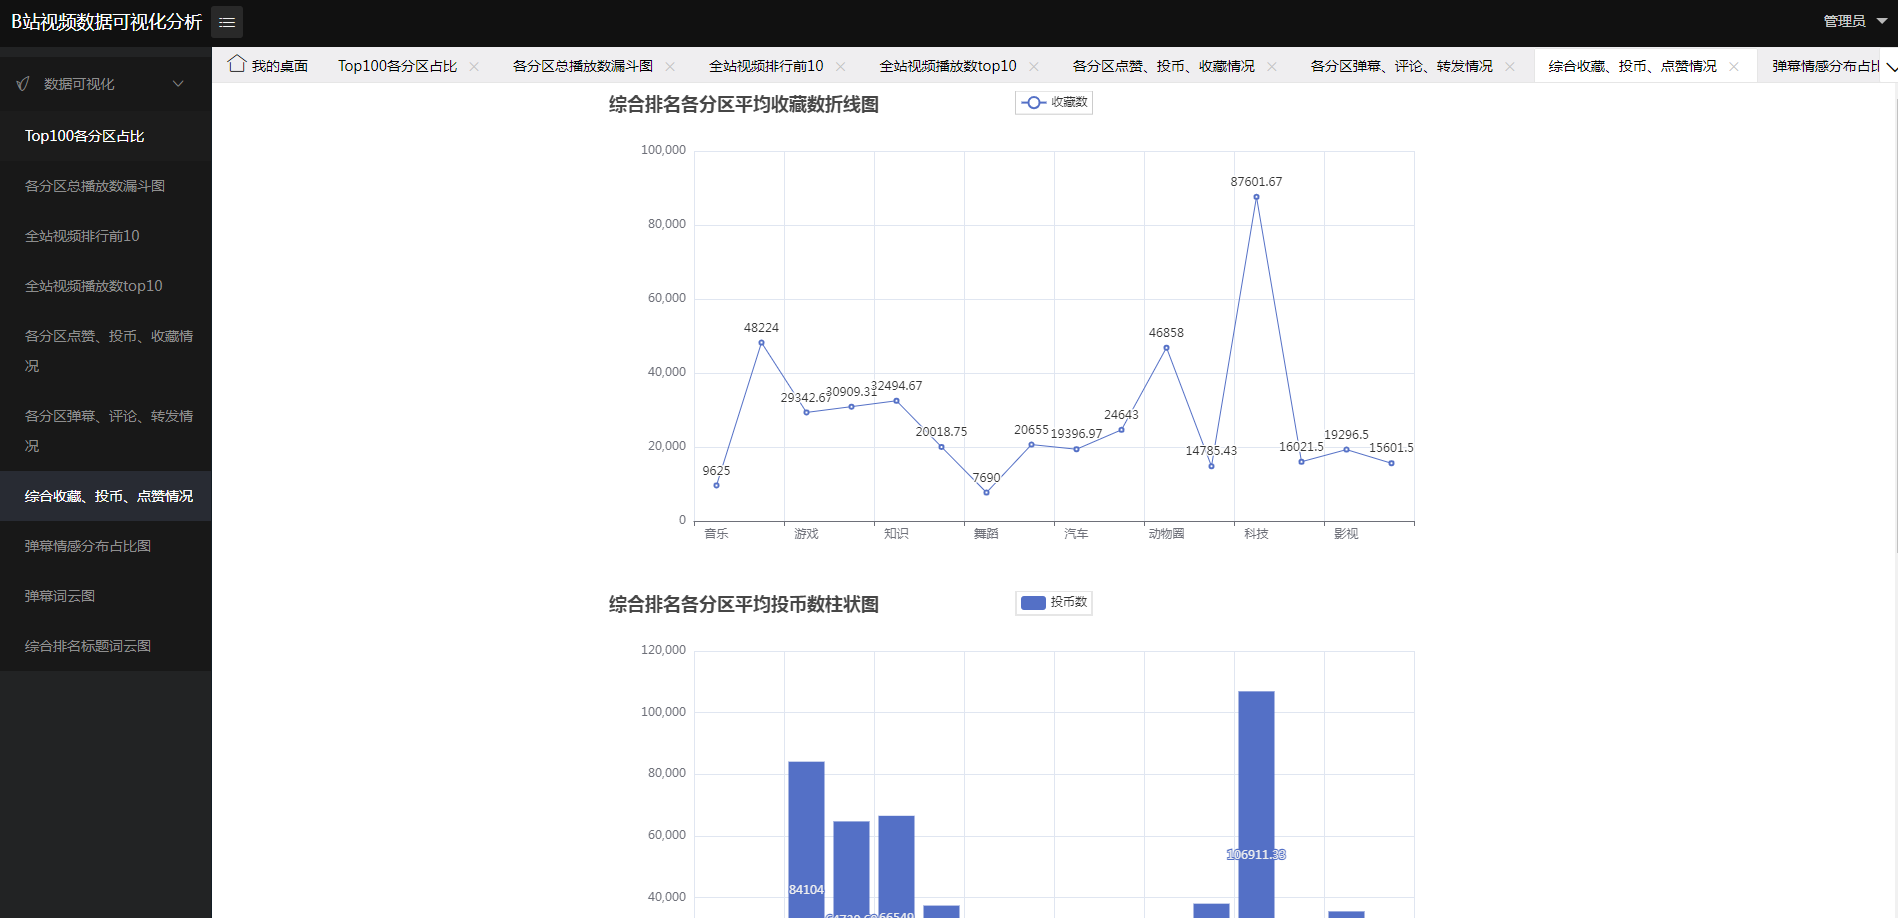 B站视频数据可视化分析
管理员
数据可视化
Top100各分区占比
各分区总播放数漏斗图
全站视频排行前10
全站视频播放数top10
各分区点赞、投币、收藏情
况
各分区弹幕、评论、转发情
况
综合收藏、投币、点赞情况
弹幕情感分布占比图
弹幕词云图
综合排名标题词云图
我的桌面
Top100各分区占比
各分区总播放数漏斗图
全站视频排行前10
全站视频播放数top10
各分区点赞、投币、收藏情况
各分区弹幕、评论、转发情况
综合收藏、投币、点赞情况
弹幕情感分布占比
综合排名各分区平均收藏数折线图
收藏数
100,000
80,000
60,000
40,000
20,000
0
9625
48224
29342.67
30909.31
32494.67
20018.75
7690
20655
19396.97
24643
46858
14785.43
87601.67
16021.5
19296.5
15601.5
音乐
游戏
知识
舞蹈
汽车
动物圈
科技
影视
综合排名各分区平均投币数柱状图
投币数
120,000
100,000
80,000
60,000
40,000
84104
66549
106911.33